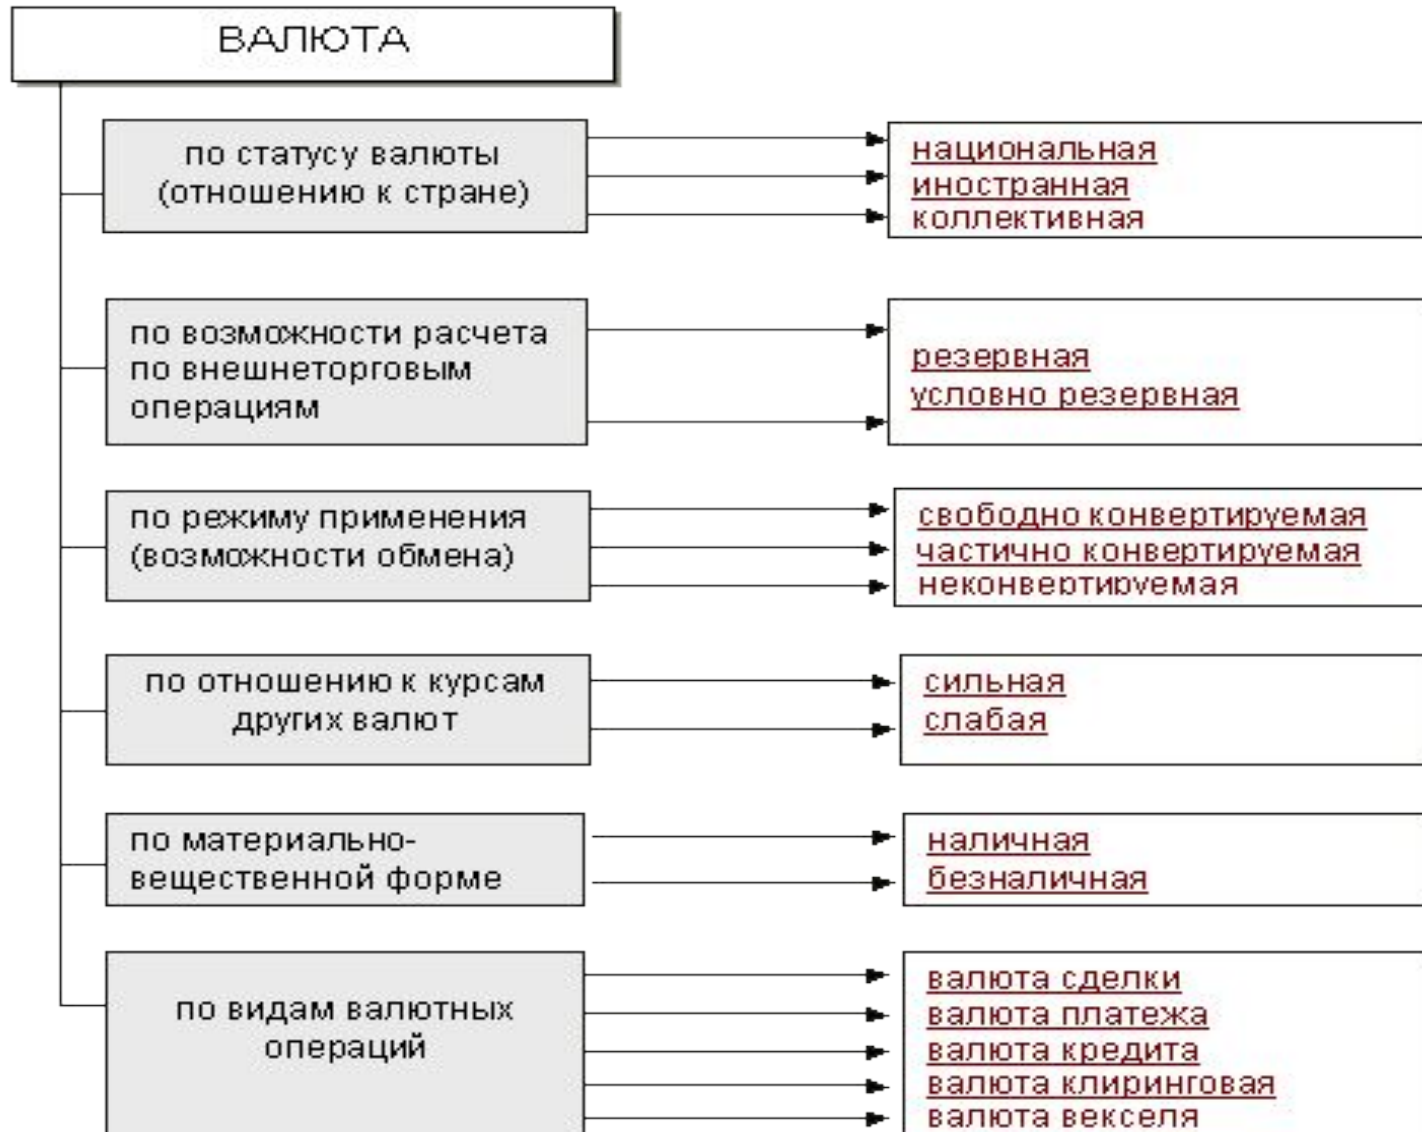 ВАЛЮТА
по статусу валюты
(отношению к стране)
национальная
иностранная
коллективная
по возможности расчета
по внешнеторговым
операциям
резервная
условно резервная
по режиму применения
(возможности обмена)
свободно конвертируемая
частично конвертируемая
неконвертируемая
по отношению к курсам
других валют
сильная
слабая
по материально-
вещественной форме
наличная
безналичная
по видам валютных
операций
валюта сделки
валюта платежа
валюта кредита
валюта клиринговая
валюта векселя